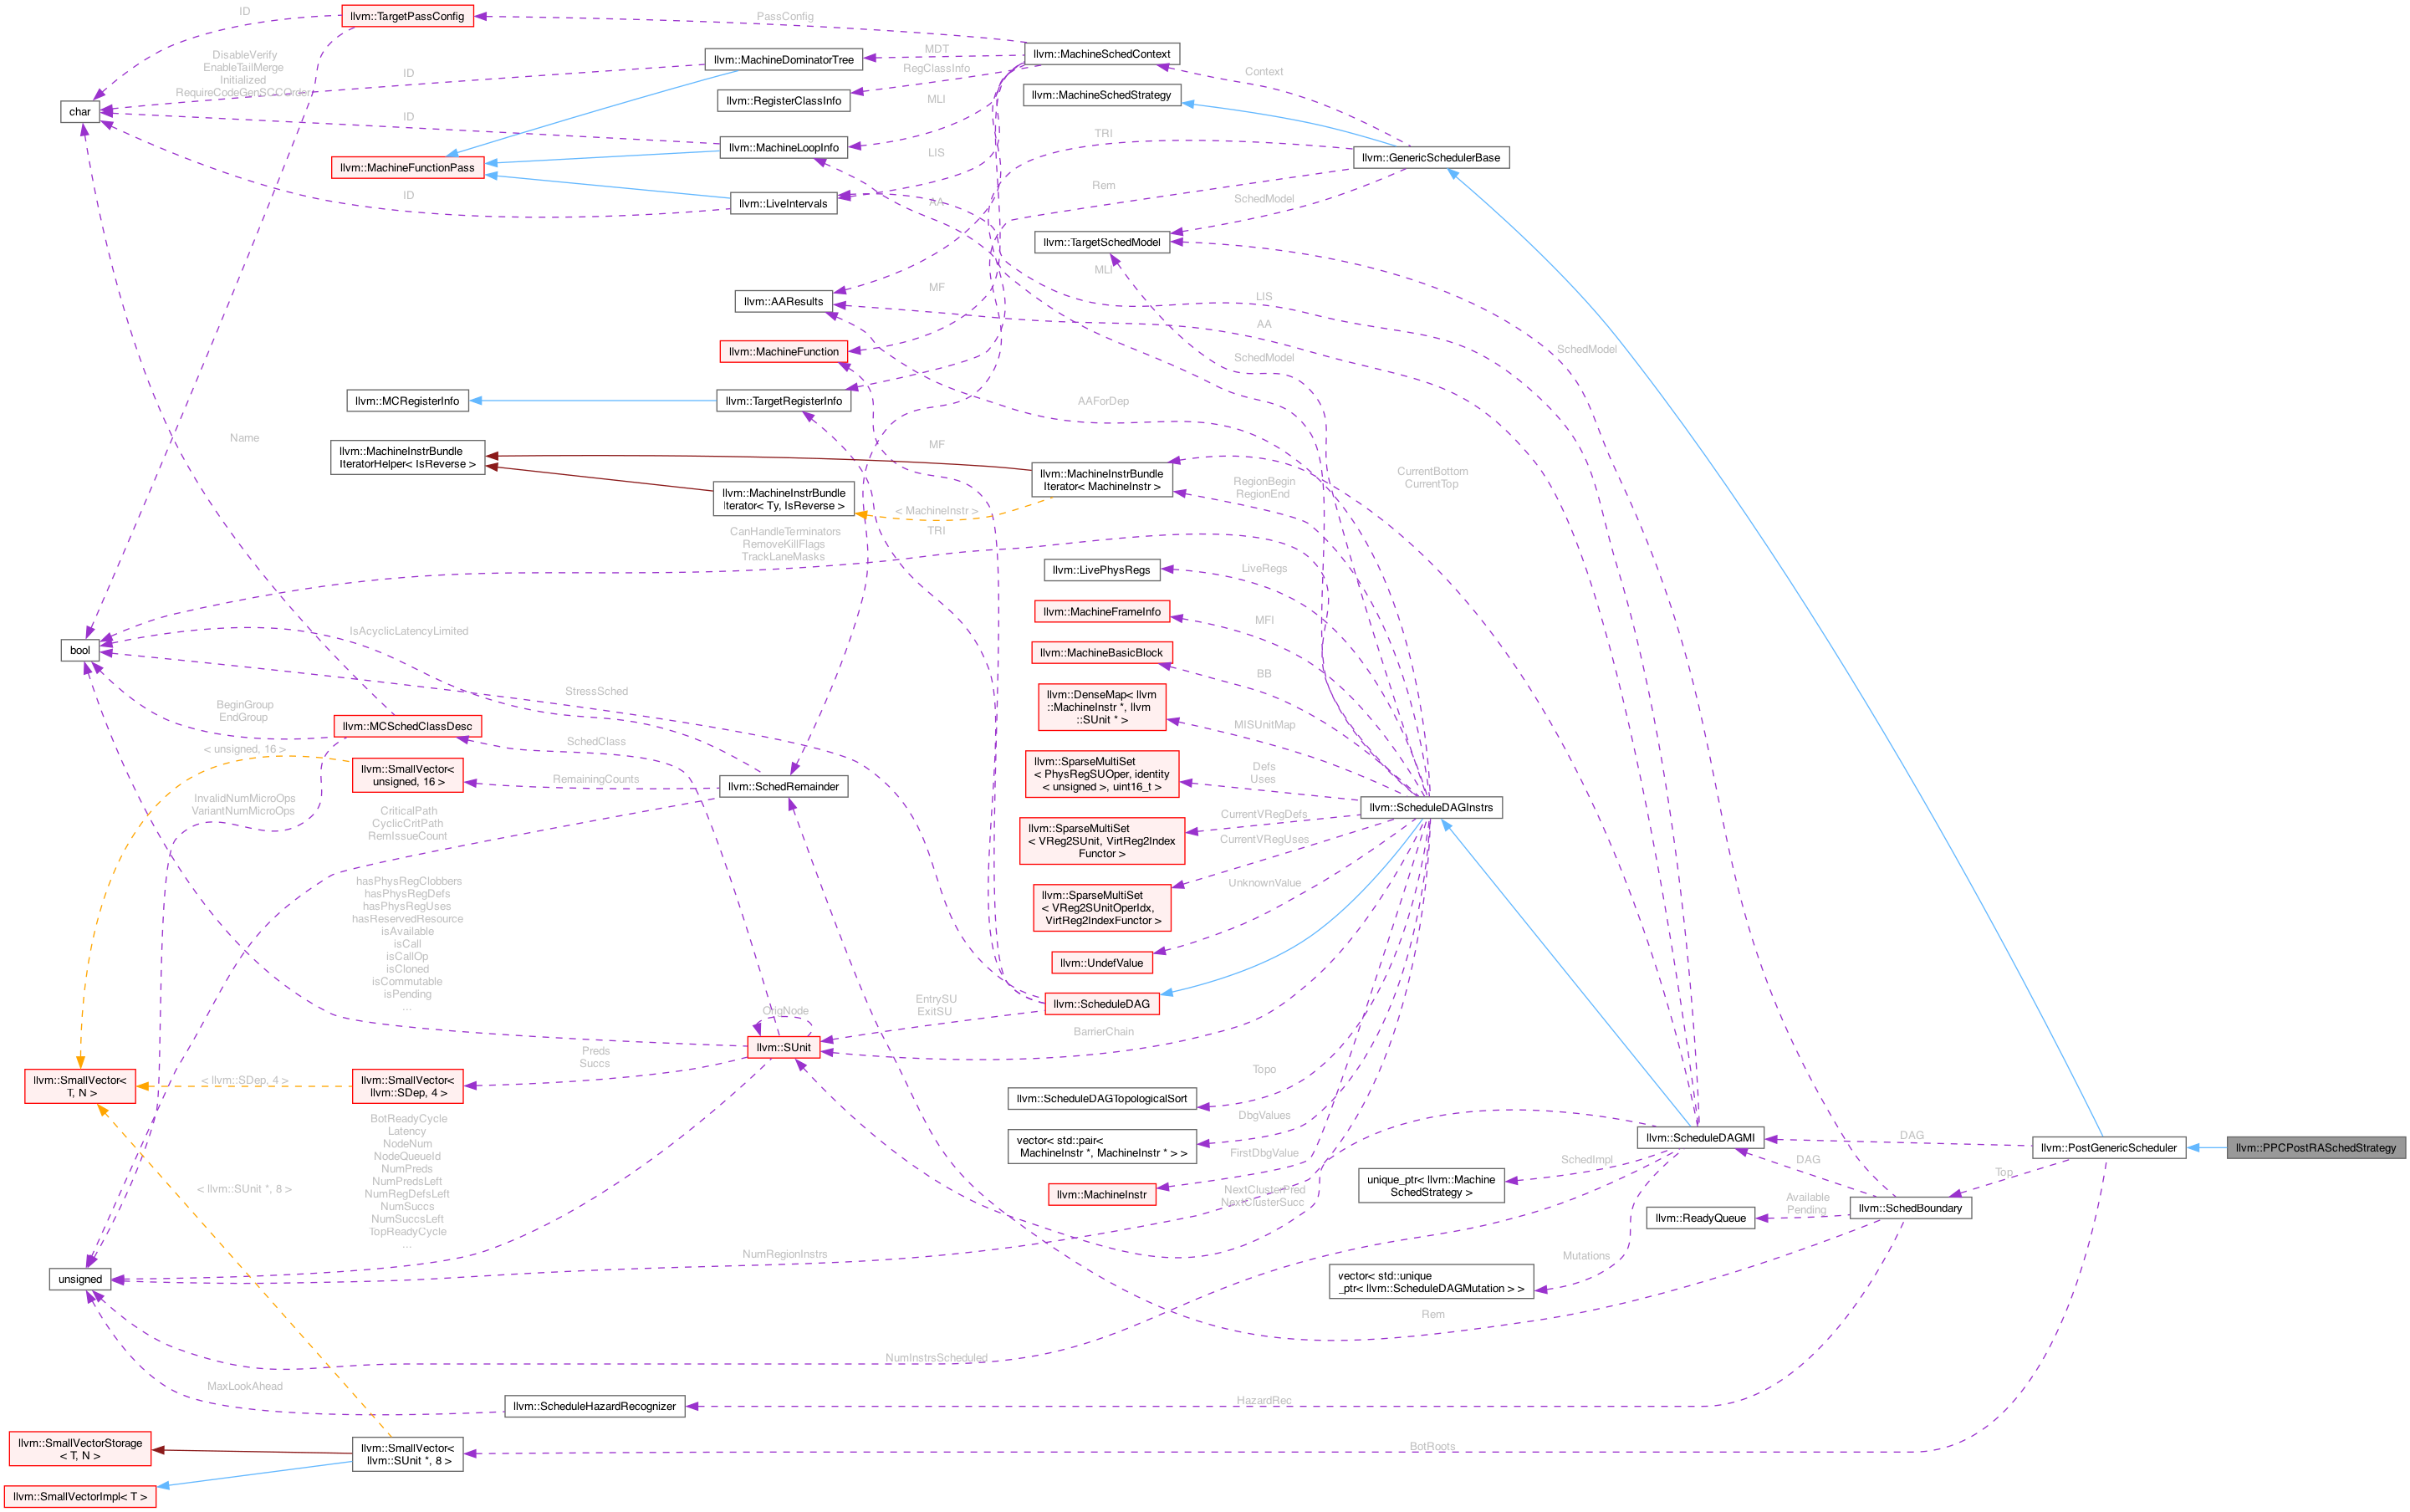 llvm::TargetPassConfig
ID
PassConfig
DisableVerify
EnableTailMerge
Initialized
RequireCodeGenSCCOrder
llvm::MachineDominatorTree
MDT
llvm::MachineSchedContext
RegClassInfo
Context
ID
llvm::RegisterClassInfo
llvm::MachineSchedStrategy
MLI
char
ID
llvm::MachineLoopInfo
TRI
llvm::MachineFunctionPass
LIS
llvm::GenericSchedulerBase
ID
llvm::LiveIntervals
AA
Rem
SchedModel
llvm::TargetSchedModel
MLI
llvm::AAResults
MF
LIS
AA
llvm::MachineFunction
SchedModel
SchedModel
llvm::MCRegisterInfo
llvm::TargetRegisterInfo
AAForDep
Name
MF
llvm::MachineInstrBundle
IteratorHelper< IsReverse >
llvm::MachineInstrBundle
Iterator< MachineInstr >
CurrentBottom
CurrentTop
RegionBegin
RegionEnd
llvm::MachineInstrBundle
Iterator< Ty, IsReverse >
< MachineInstr >
CanHandleTerminators
RemoveKillFlags
TrackLaneMasks
TRI
llvm::LivePhysRegs
LiveRegs
llvm::MachineFrameInfo
MFI
bool
IsAcyclicLatencyLimited
llvm::MachineBasicBlock
BB
StressSched
llvm::DenseMap< llvm
::MachineInstr *, llvm
::SUnit * >
MISUnitMap
BeginGroup
EndGroup
llvm::MCSchedClassDesc
SchedClass
< unsigned, 16 >
llvm::SmallVector<
unsigned, 16 >
RemainingCounts
llvm::SchedRemainder
llvm::SparseMultiSet
< PhysRegSUOper, identity
< unsigned >, uint16_t >
Defs
Uses
InvalidNumMicroOps
VariantNumMicroOps
CriticalPath
CyclicCritPath
RemIssueCount
llvm::ScheduleDAGInstrs
llvm::SparseMultiSet
< VReg2SUnit, VirtReg2Index
Functor >
CurrentVRegDefs
CurrentVRegUses
hasPhysRegClobbers
hasPhysRegDefs
hasPhysRegUses
hasReservedResource
isAvailable
isCall
isCallOp
isCloned
isCommutable
isPending
...
llvm::SparseMultiSet
< VReg2SUnitOperIdx,
VirtReg2IndexFunctor >
UnknownValue
llvm::UndefValue
EntrySU
ExitSU
llvm::ScheduleDAG
OrigNode
llvm::SUnit
BarrierChain
Preds
Succs
llvm::SmallVector<
T, N >
< llvm::SDep, 4 >
llvm::SmallVector<
llvm::SDep, 4 >
Topo
llvm::ScheduleDAGTopologicalSort
BotReadyCycle
Latency
NodeNum
NodeQueueId
NumPreds
NumPredsLeft
NumRegDefsLeft
NumSuccs
NumSuccsLeft
TopReadyCycle
...
DbgValues
vector< std::pair<
MachineInstr *, MachineInstr * > >
FirstDbgValue
llvm::ScheduleDAGMI
DAG
llvm::PostGenericScheduler
llvm::PPCPostRASchedStrategy
SchedImpl
DAG
Top
< llvm::SUnit *, 8 >
llvm::MachineInstr
NextClusterPred
NextClusterSucc
unique_ptr< llvm::Machine
SchedStrategy >
Available
Pending
llvm::ReadyQueue
llvm::SchedBoundary
NumRegionInstrs
Mutations
unsigned
vector< std::unique
_ptr< llvm::ScheduleDAGMutation > >
Rem
NumInstrsScheduled
MaxLookAhead
llvm::ScheduleHazardRecognizer
HazardRec
llvm::SmallVectorStorage
< T, N >
llvm::SmallVector<
llvm::SUnit *, 8 >
BotRoots
llvm::SmallVectorImpl< T >